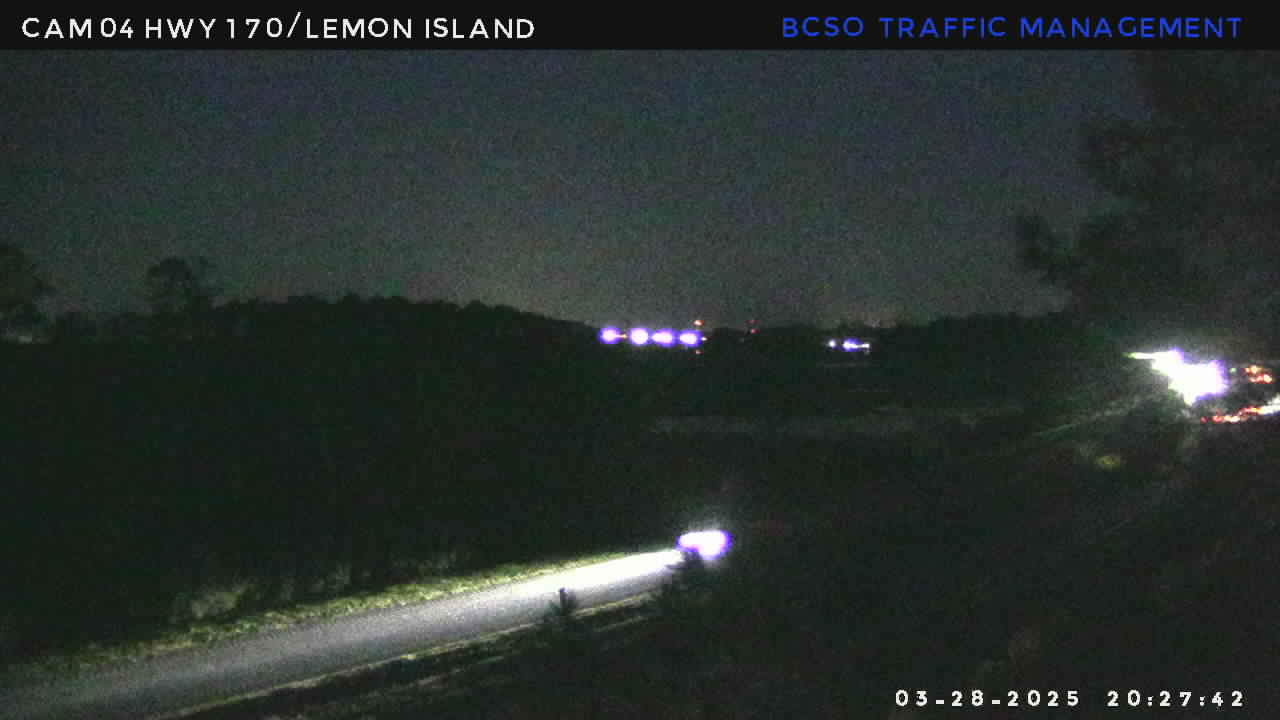 CAM04 HWY 170/LEMON ISLAND
BCSO TRAFFIC MANAGEMENT
03-28-2025 20:27:42